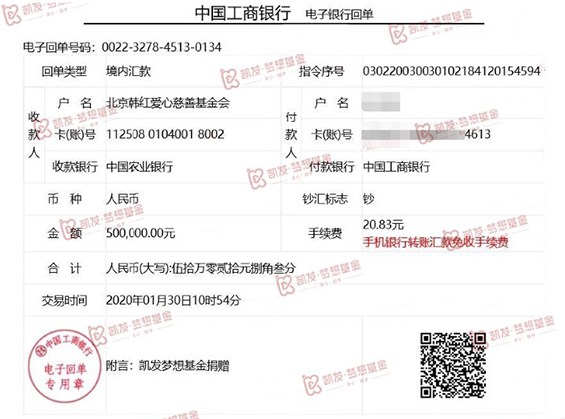 中国工商银行 电子银行回单
电子回单号码：0022-3278-4513-0134
回单类型 境内汇款 指令序号 030220030030102184120154594
收款人 户 名 北京韩红爱心慈善基金会 付款人 户 名
卡(账)号 112508 0104001 8002 卡(账)号 4613
收款银行 中国农业银行 付款银行 中国工商银行
币 种 人民币 钞汇标志 钞
金 额 500,000.00元 手续费 20.83元
手机银行转账汇款免收手续费
合 计 人民币(大写):伍拾万零贰拾元捌角叁分
交易时间 2020年01月30日10时54分
中国工商银行
电子回单
专用章
附言：凯发梦想基金捐赠
凯发·梦想基金